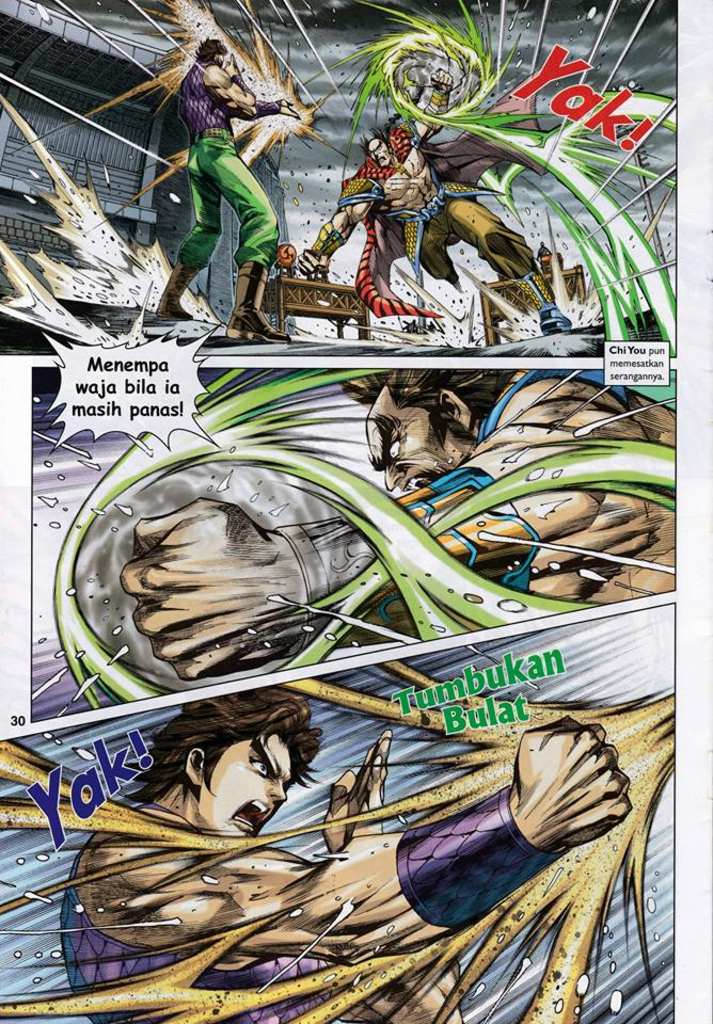 Yak!
Chi You pun
memesatkan
serangannya.
Menempa
waja bila ia
masih panas!
30
Tumbukan
Bulat
Yak!